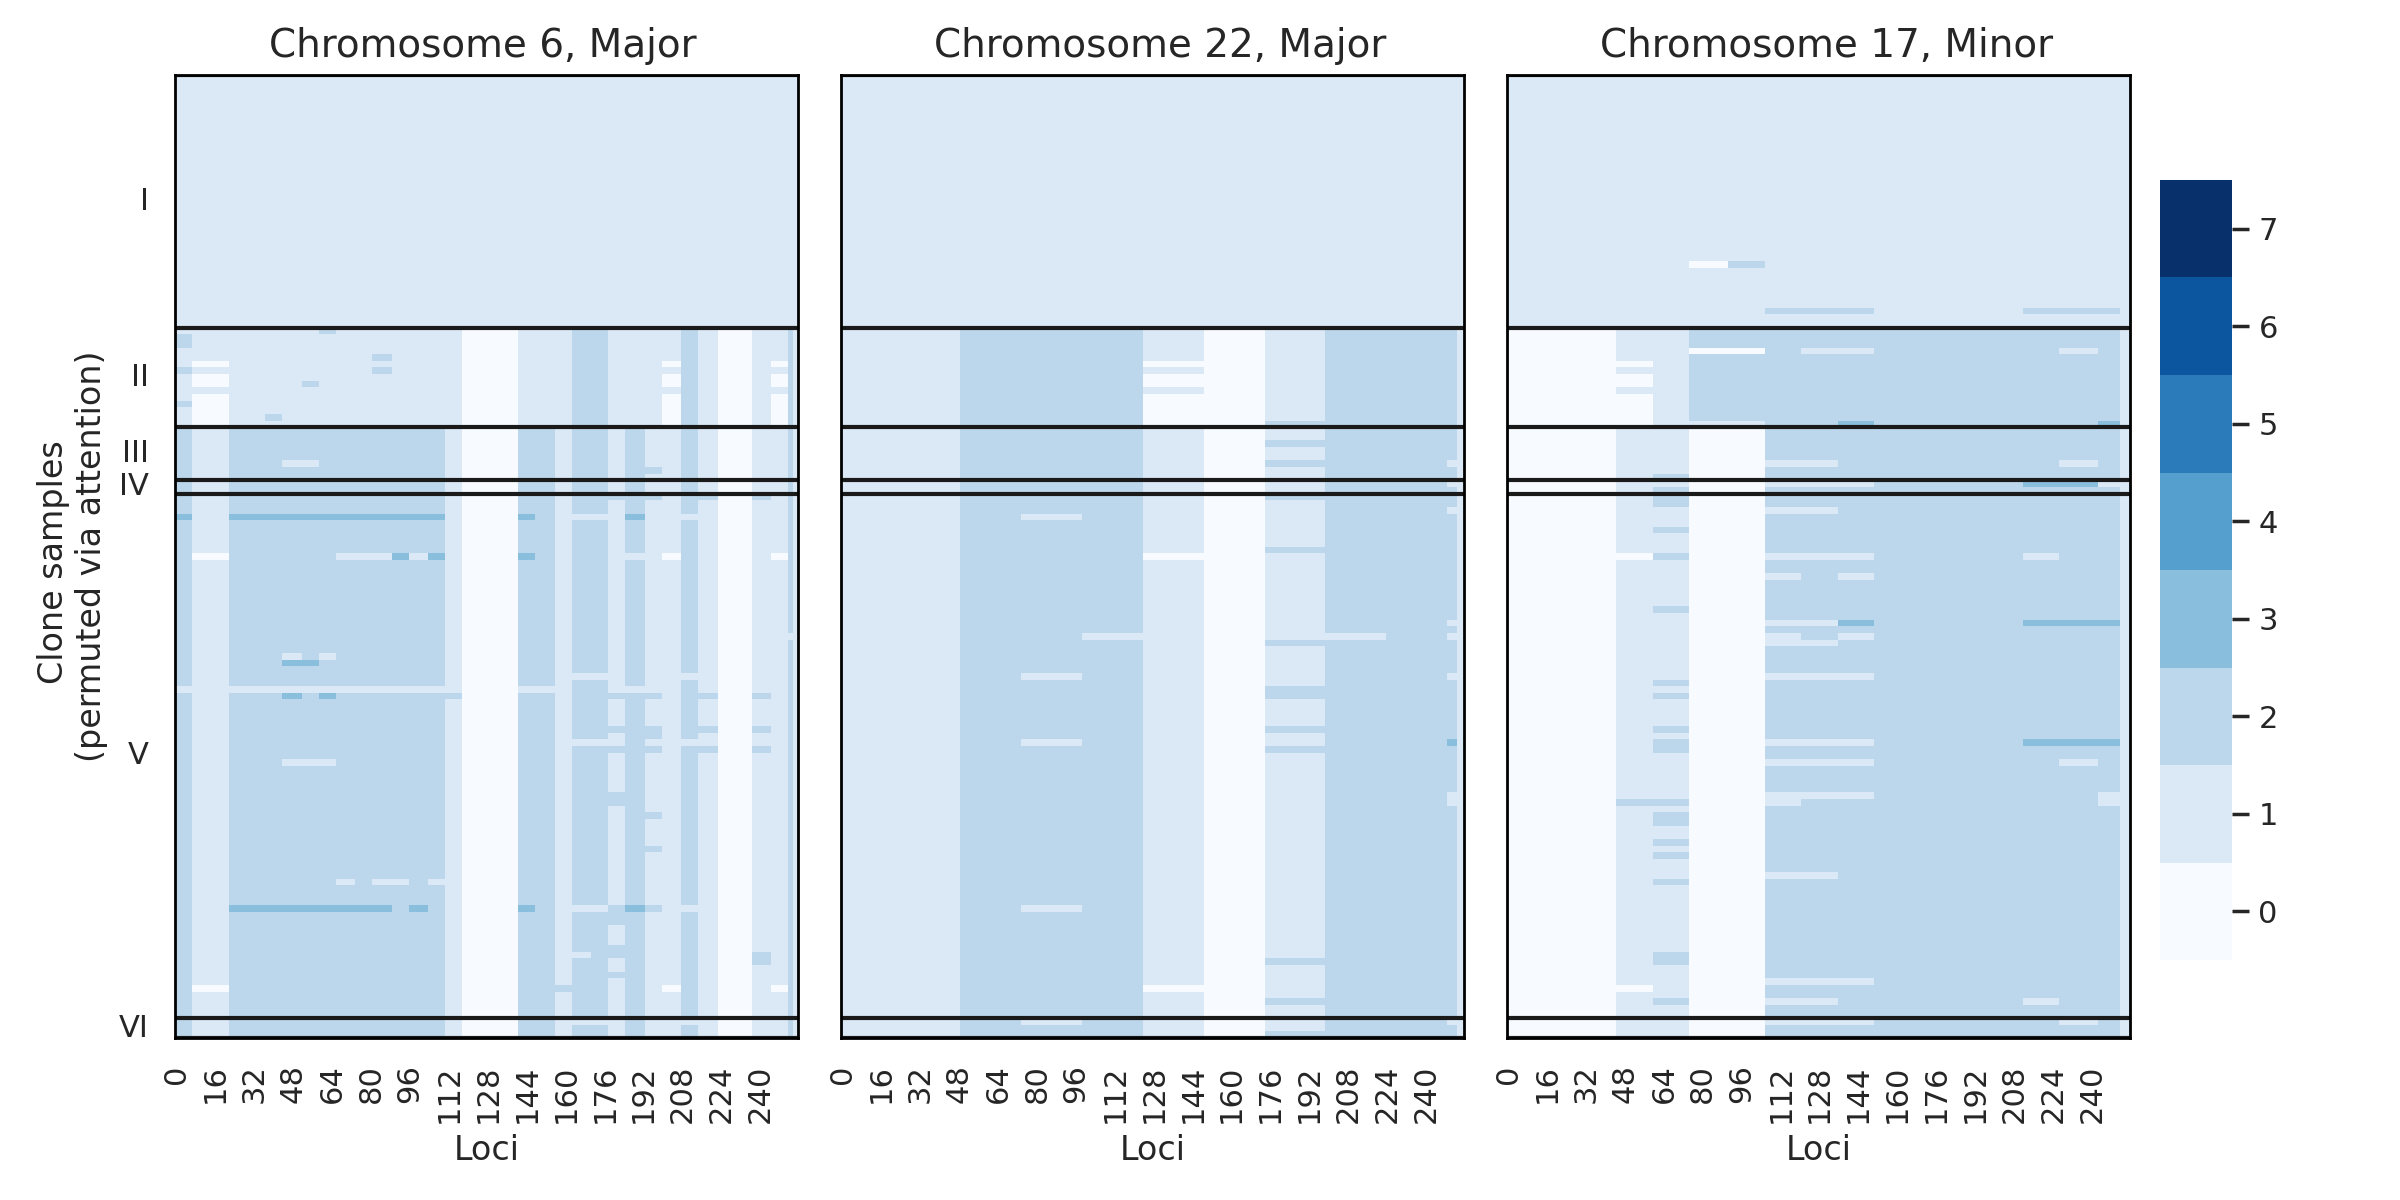 Chromosome 6, Major
Chromosome 22, Major
Chromosome 17, Minor
Clone samples
(permuted via attention)
I
II
III
IV
V
VI
0 16 32 48 64 80 96 112 128 144 160 176 192 208 224 240
Loci
0 16 32 48 64 80 96 112 128 144 160 176 192 208 224 240
Loci
0 16 32 48 64 80 96 112 128 144 160 176 192 208 224 240
Loci
7
6
5
4
3
2
1
0